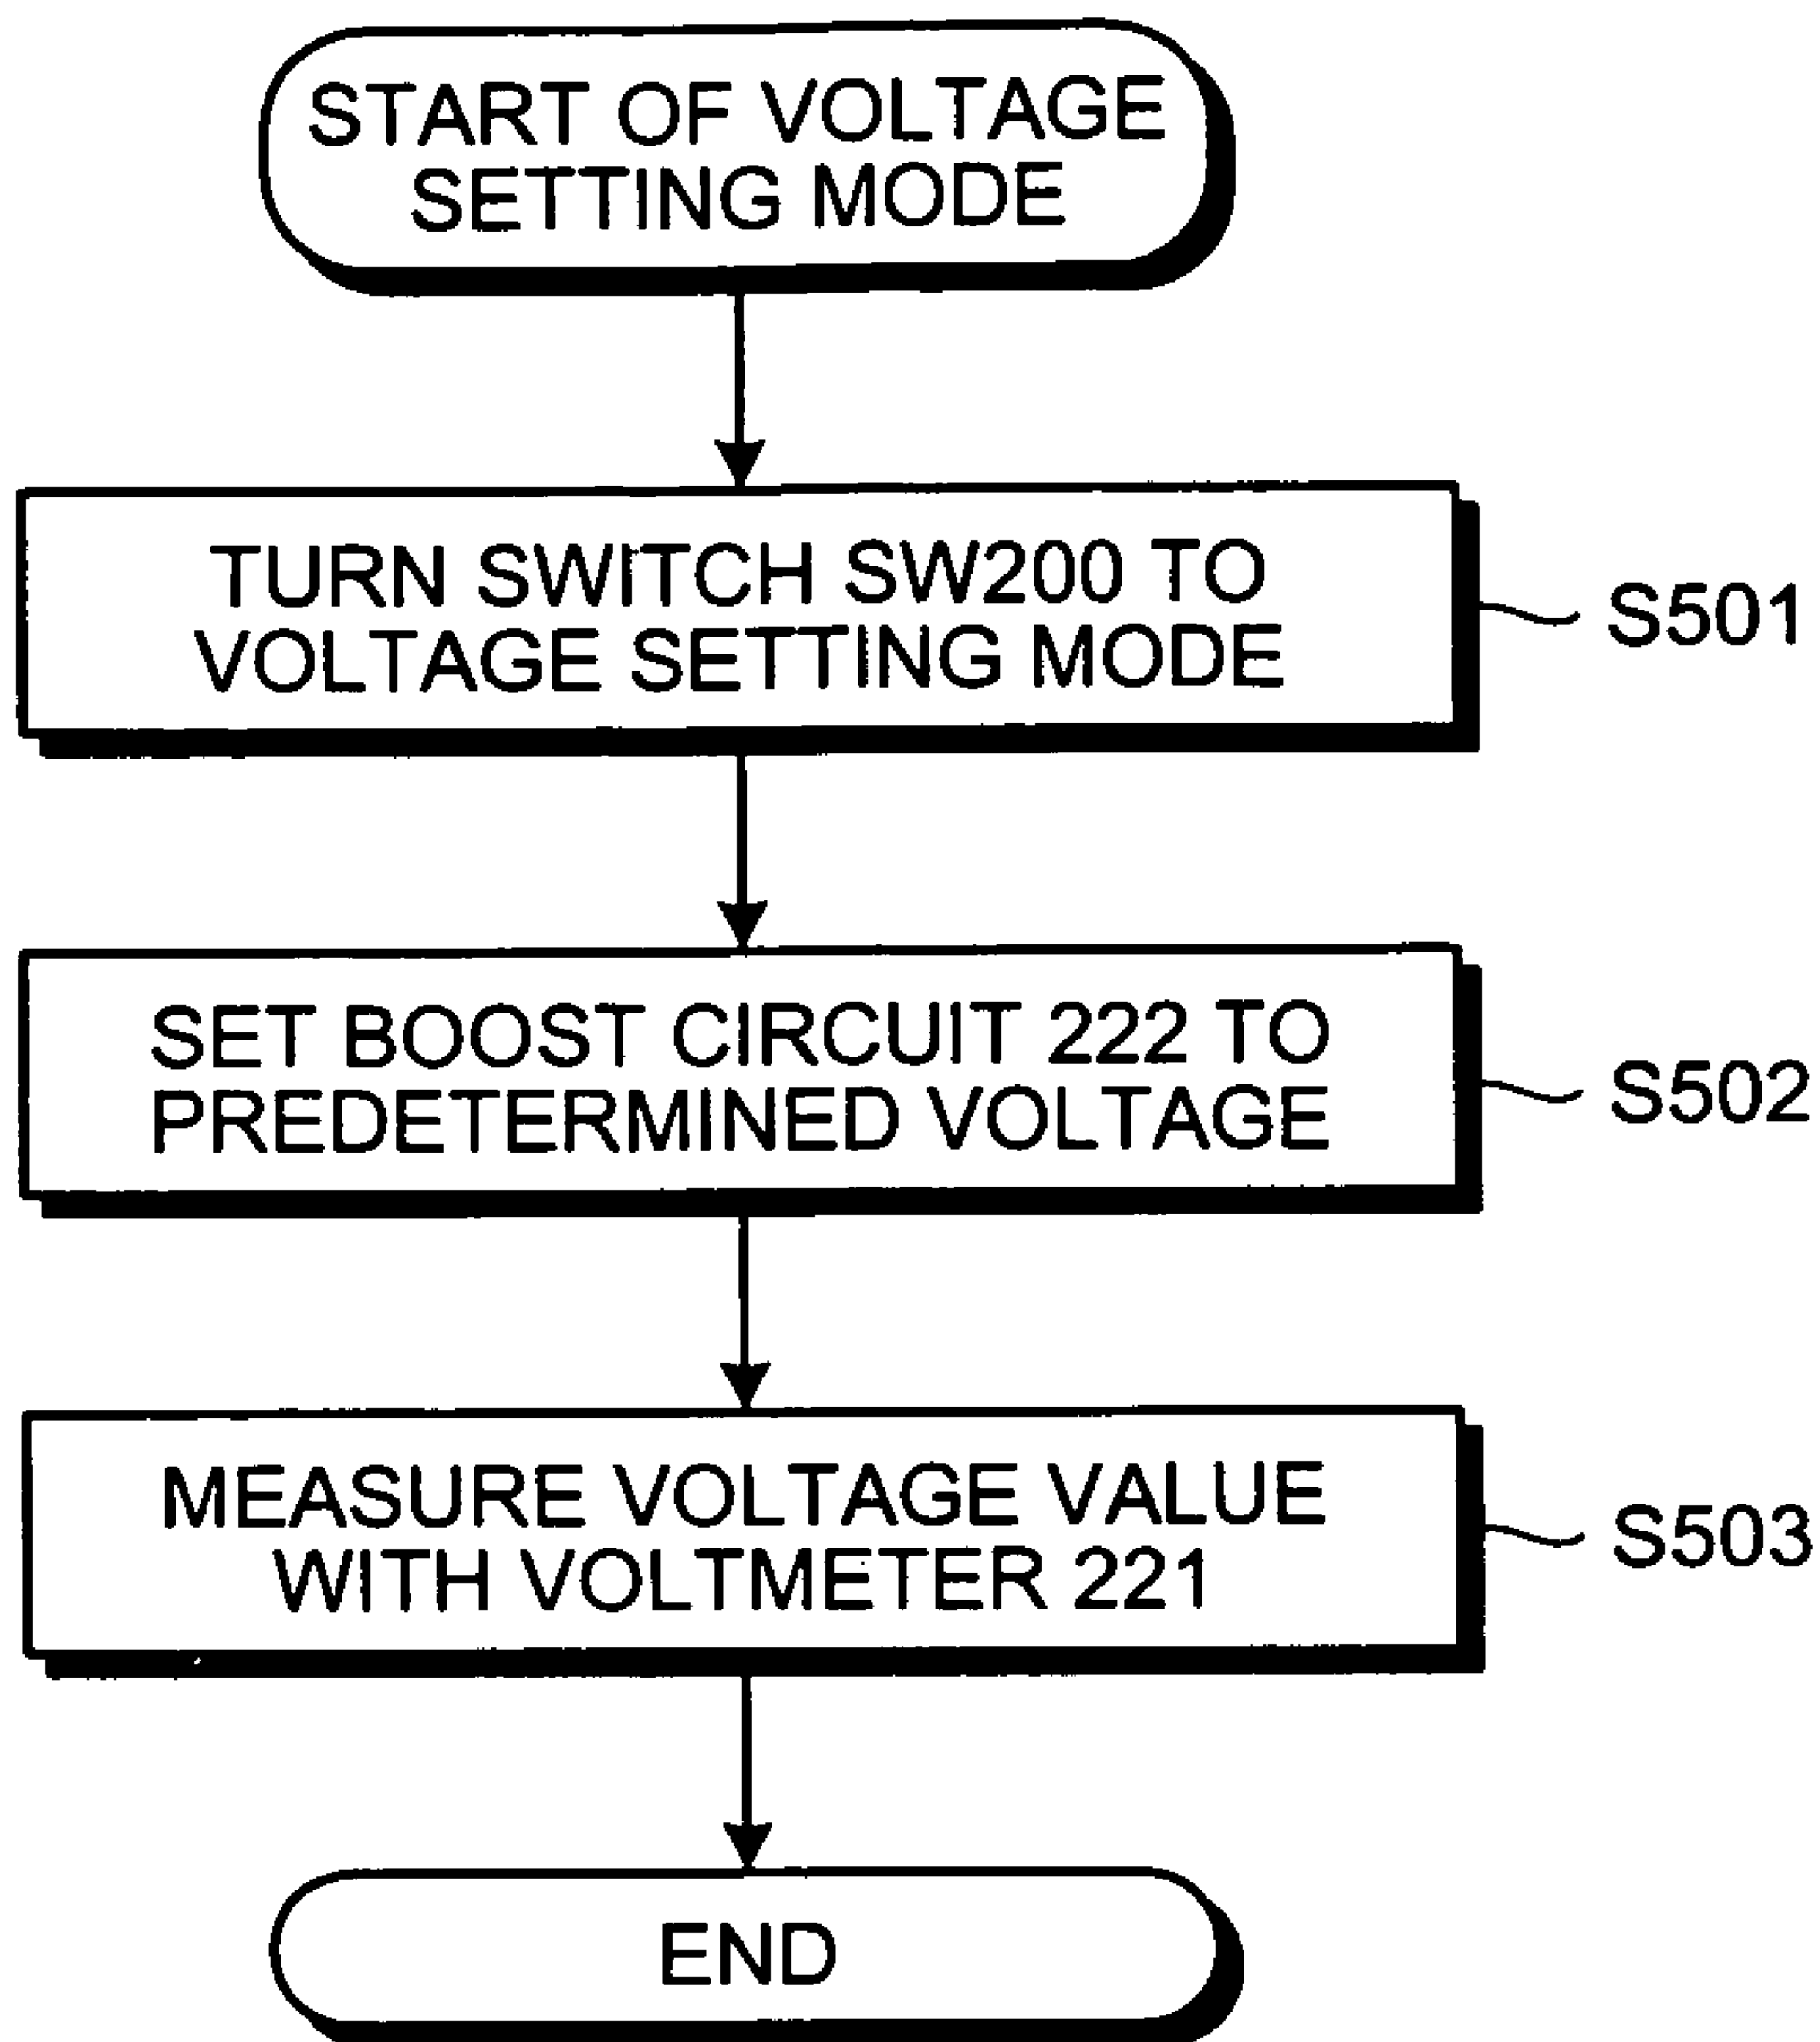 START OF VOLTAGE
SETTING MODE
TURN SWITCH SW200 TO
VOLTAGE SETTING MODE
S501
SET BOOST CIRCUIT 222 TO
PREDETERMINED VOLTAGE
S502
MEASURE VOLTAGE VALUE
WITH VOLTMETER 221
S503
END